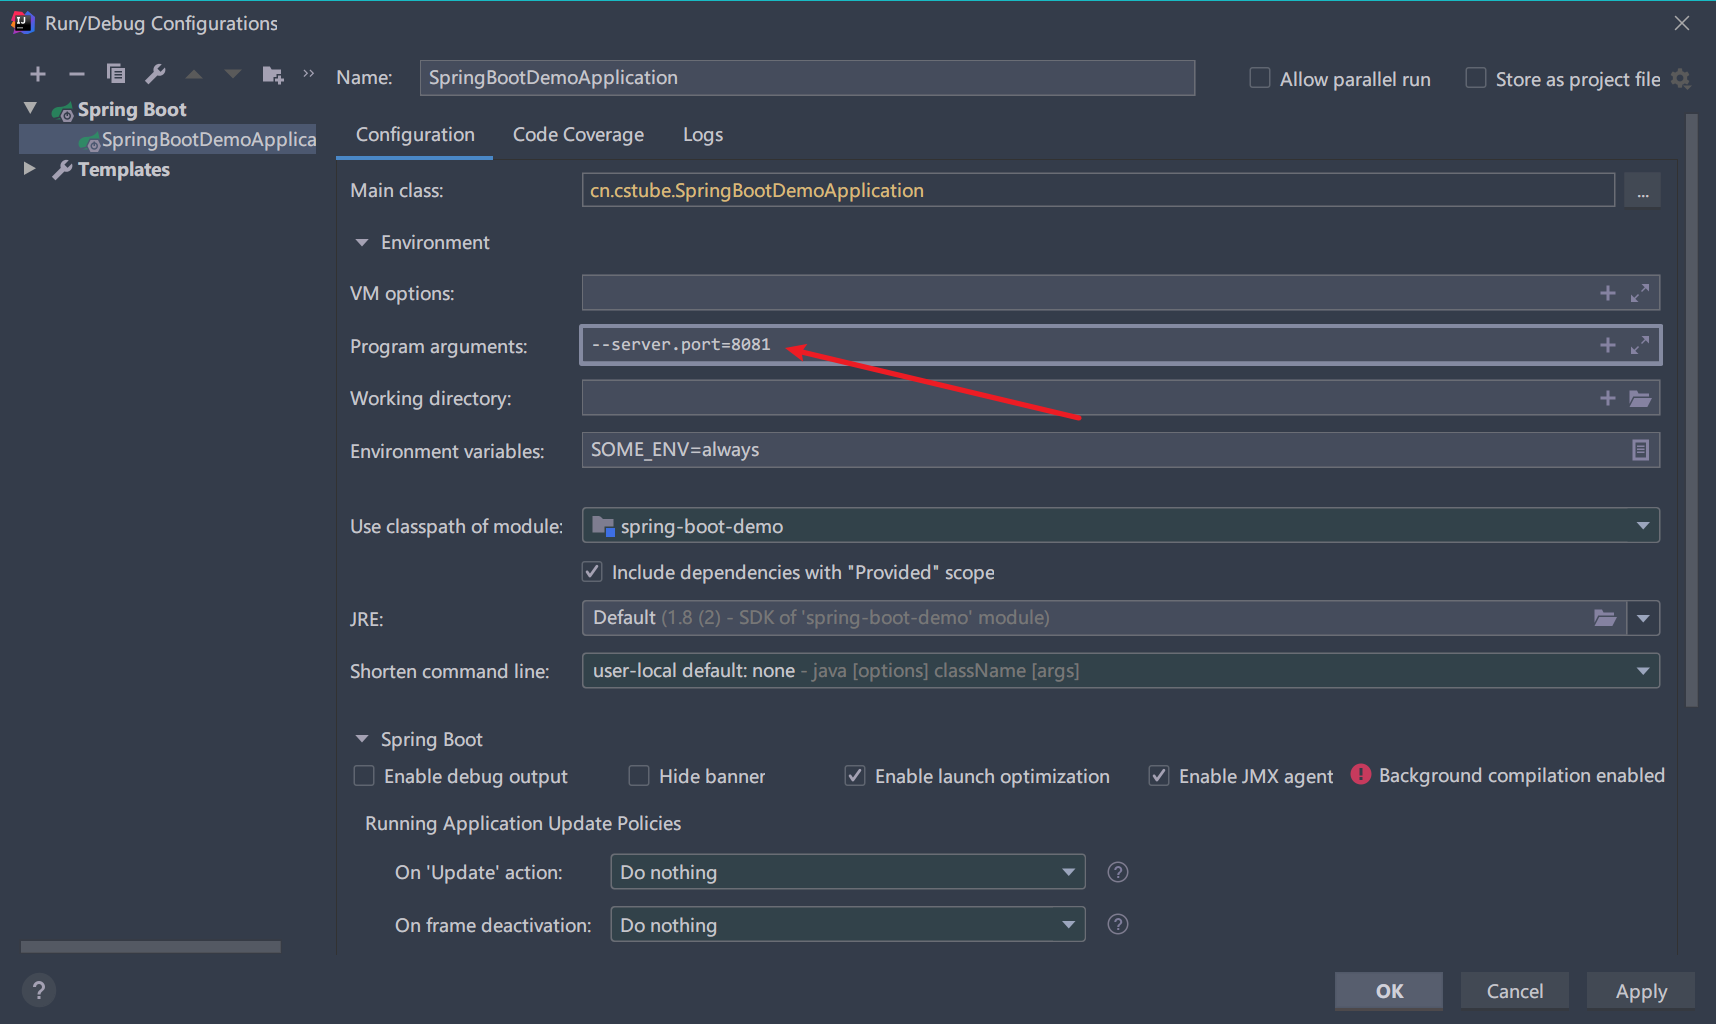 Run/Debug Configurations
Name: SpringBootDemoApplication
Allow parallel run
Store as project file
Spring Boot
SpringBootDemoApplica
Templates
Configuration Code Coverage Logs
Main class: cn.cstube.SpringBootDemoApplication ...
Environment
VM options:
Program arguments: --server.port=8081
Working directory:
Environment variables: SOME_ENV=always
Use classpath of module: spring-boot-demo
Include dependencies with "Provided" scope
JRE: Default (1.8 (2) - SDK of 'spring-boot-demo' module)
Shorten command line: user-local default: none - java [options] className [args]
Spring Boot
Enable debug output Hide banner Enable launch optimization Enable JMX agent Background compilation enabled
Running Application Update Policies
On 'Update' action: Do nothing ?
On frame deactivation: Do nothing ?
? OK Cancel Apply